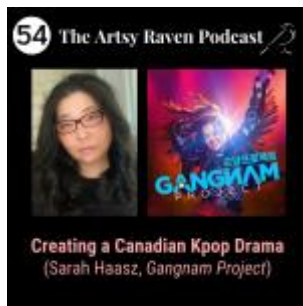 54 The Artsy Raven Podcast
GANGNAM
PROJECT
Creating a Canadian Kpop Drama
(Sarah Haasz, Gangnam Project)